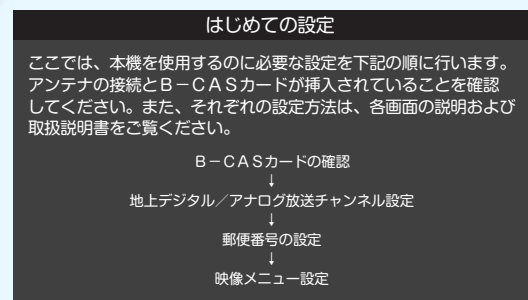 はじめての設定
ここでは、本機を使用するのに必要な設定を下記の順に行います。
アンテナの接続とB－CASカードが挿入されていることを確認
してください。また、それぞれの設定方法は、各画面の説明および
取扱説明書をご覧ください。
B－CASカードの確認
↓
地上デジタル／アナログ放送チャンネル設定
↓
郵便番号の設定
↓
映像メニュー設定